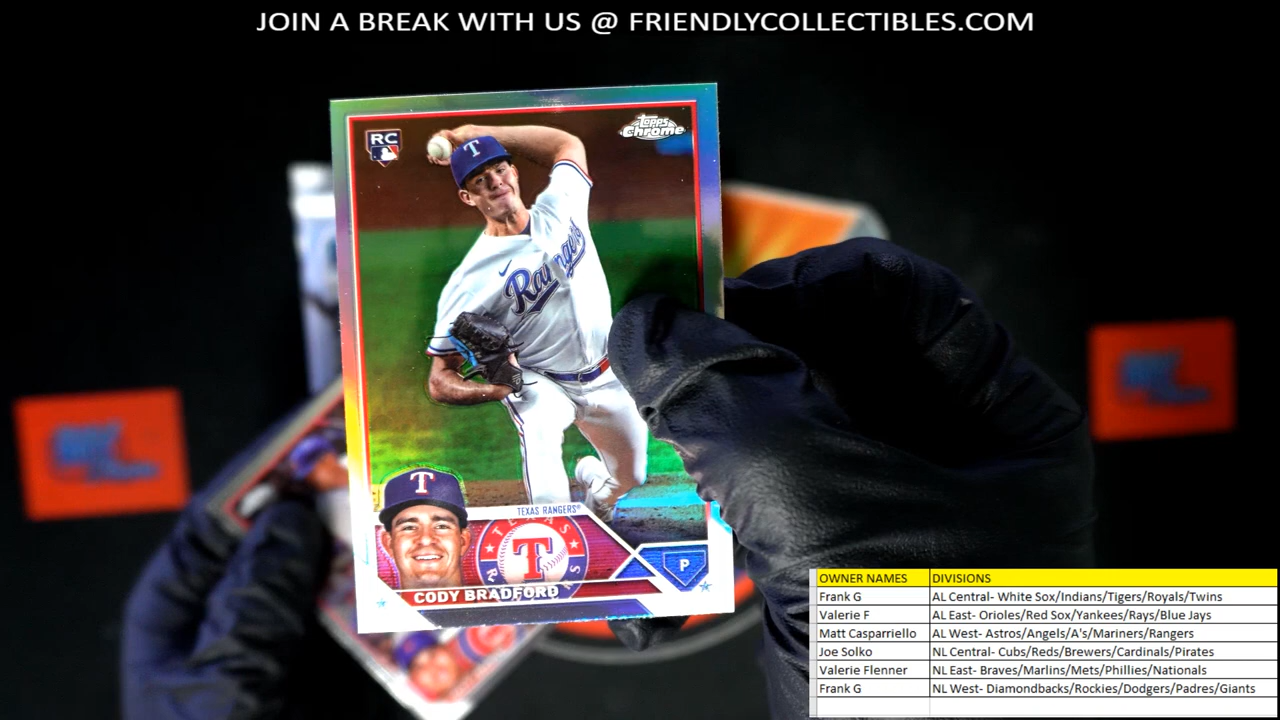 JOIN A BREAK WITH US @ FRIENDLYCOLLECTIBLES.COM
RC
Topps
Chrome
T
Rangers
T
TEXAS RANGERS®
TEXAS
T
P
CODY BRADFORD
OWNER NAMES DIVISIONS
Frank G AL Central- White Sox/Indians/Tigers/Royals/Twins
Valerie F AL East- Orioles/Red Sox/Yankees/Rays/Blue Jays
Matt Casparriello AL West- Astros/Angels/A's/Mariners/Rangers
Joe Solko NL Central- Cubs/Reds/Brewers/Cardinals/Pirates
Valerie Flenner NL East- Braves/Marlins/Mets/Phillies/Nationals
Frank G NL West- Diamondbacks/Rockies/Dodgers/Padres/Giants